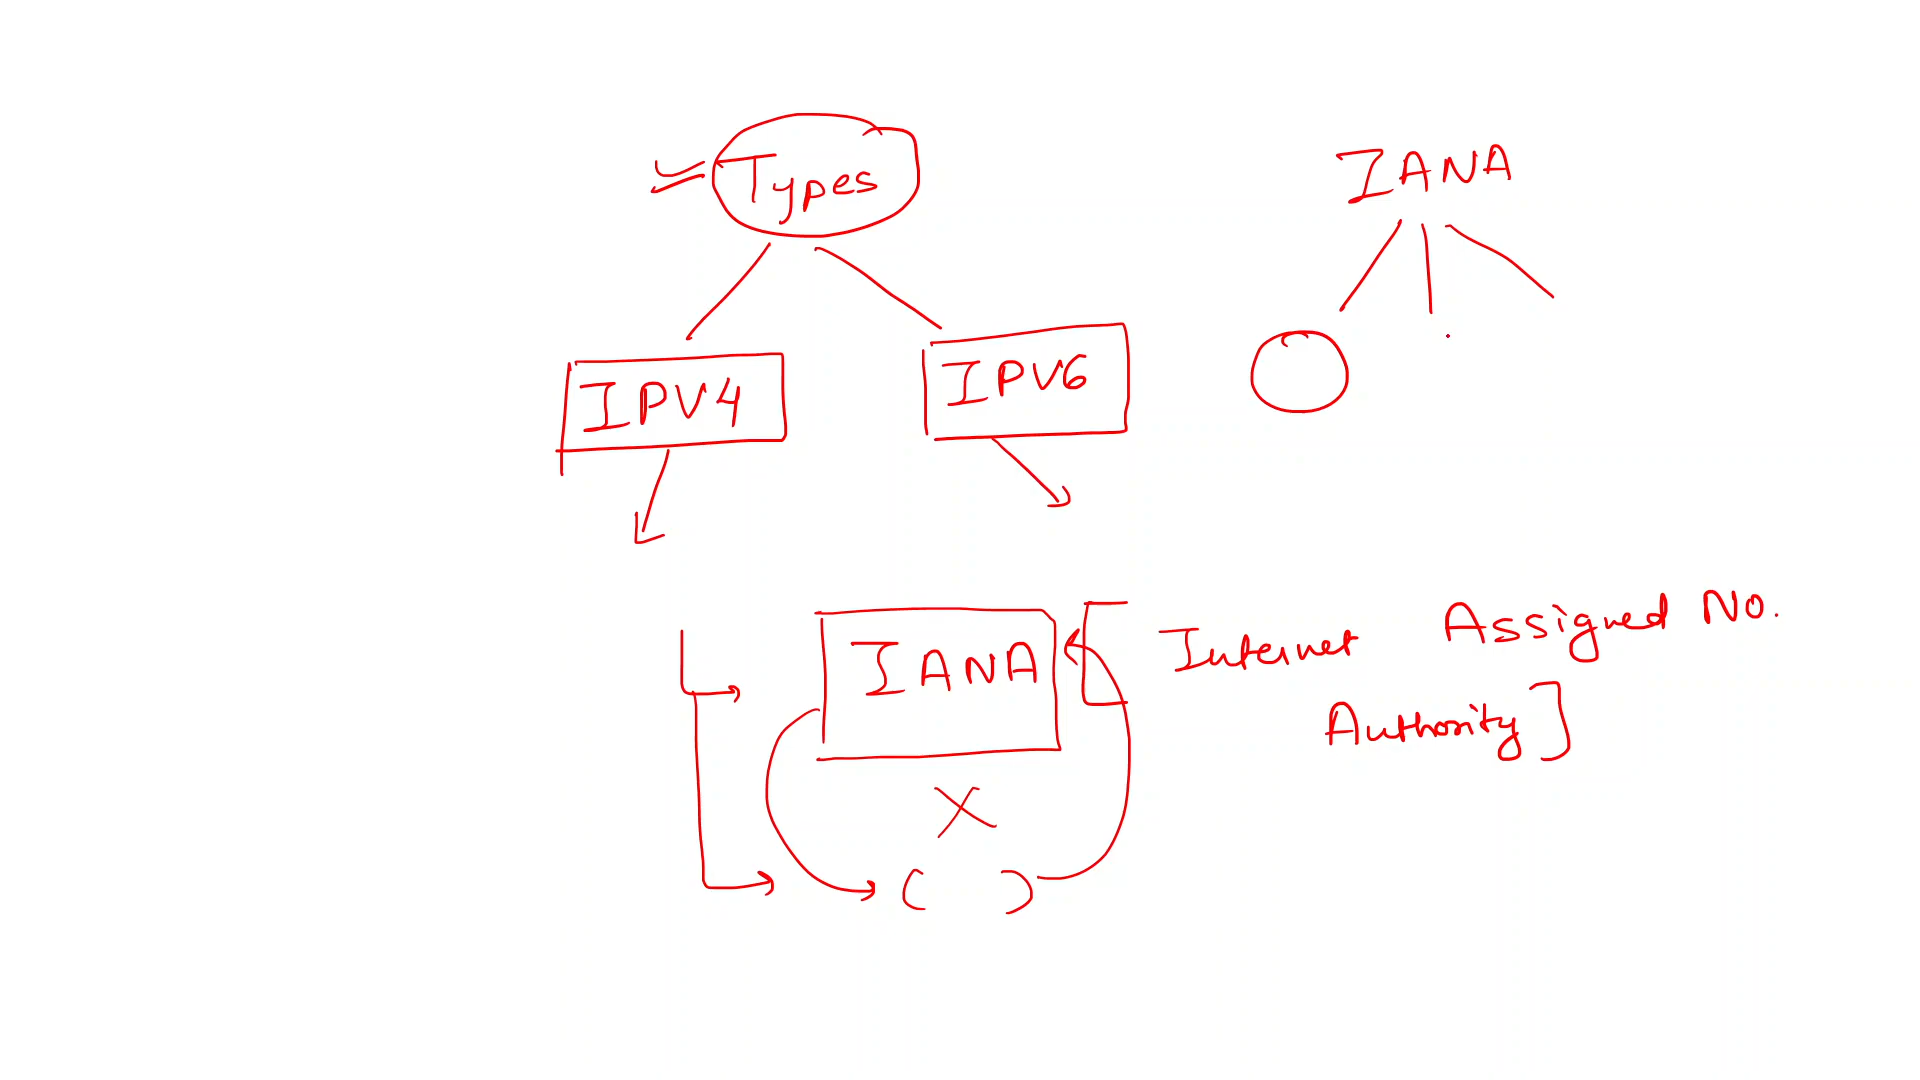 Types
IANA
IPV4
IPV6
IANA
[Internet Assigned No.
Authority]
X
( )